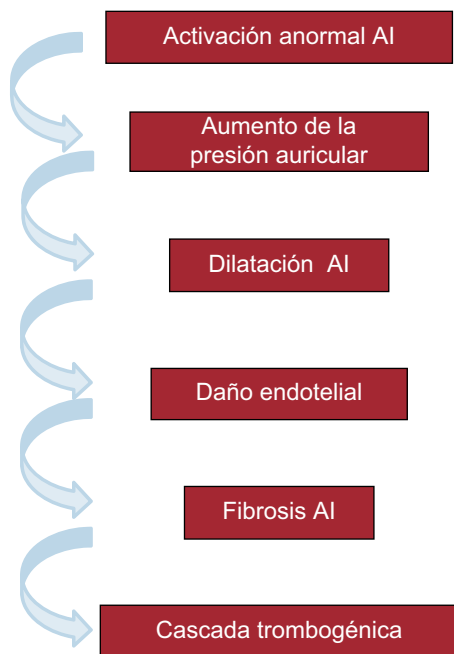 Activación anormal AI
Aumento de la
presión auricular
Dilatación AI
Daño endotelial
Fibrosis AI
Cascada trombogénica